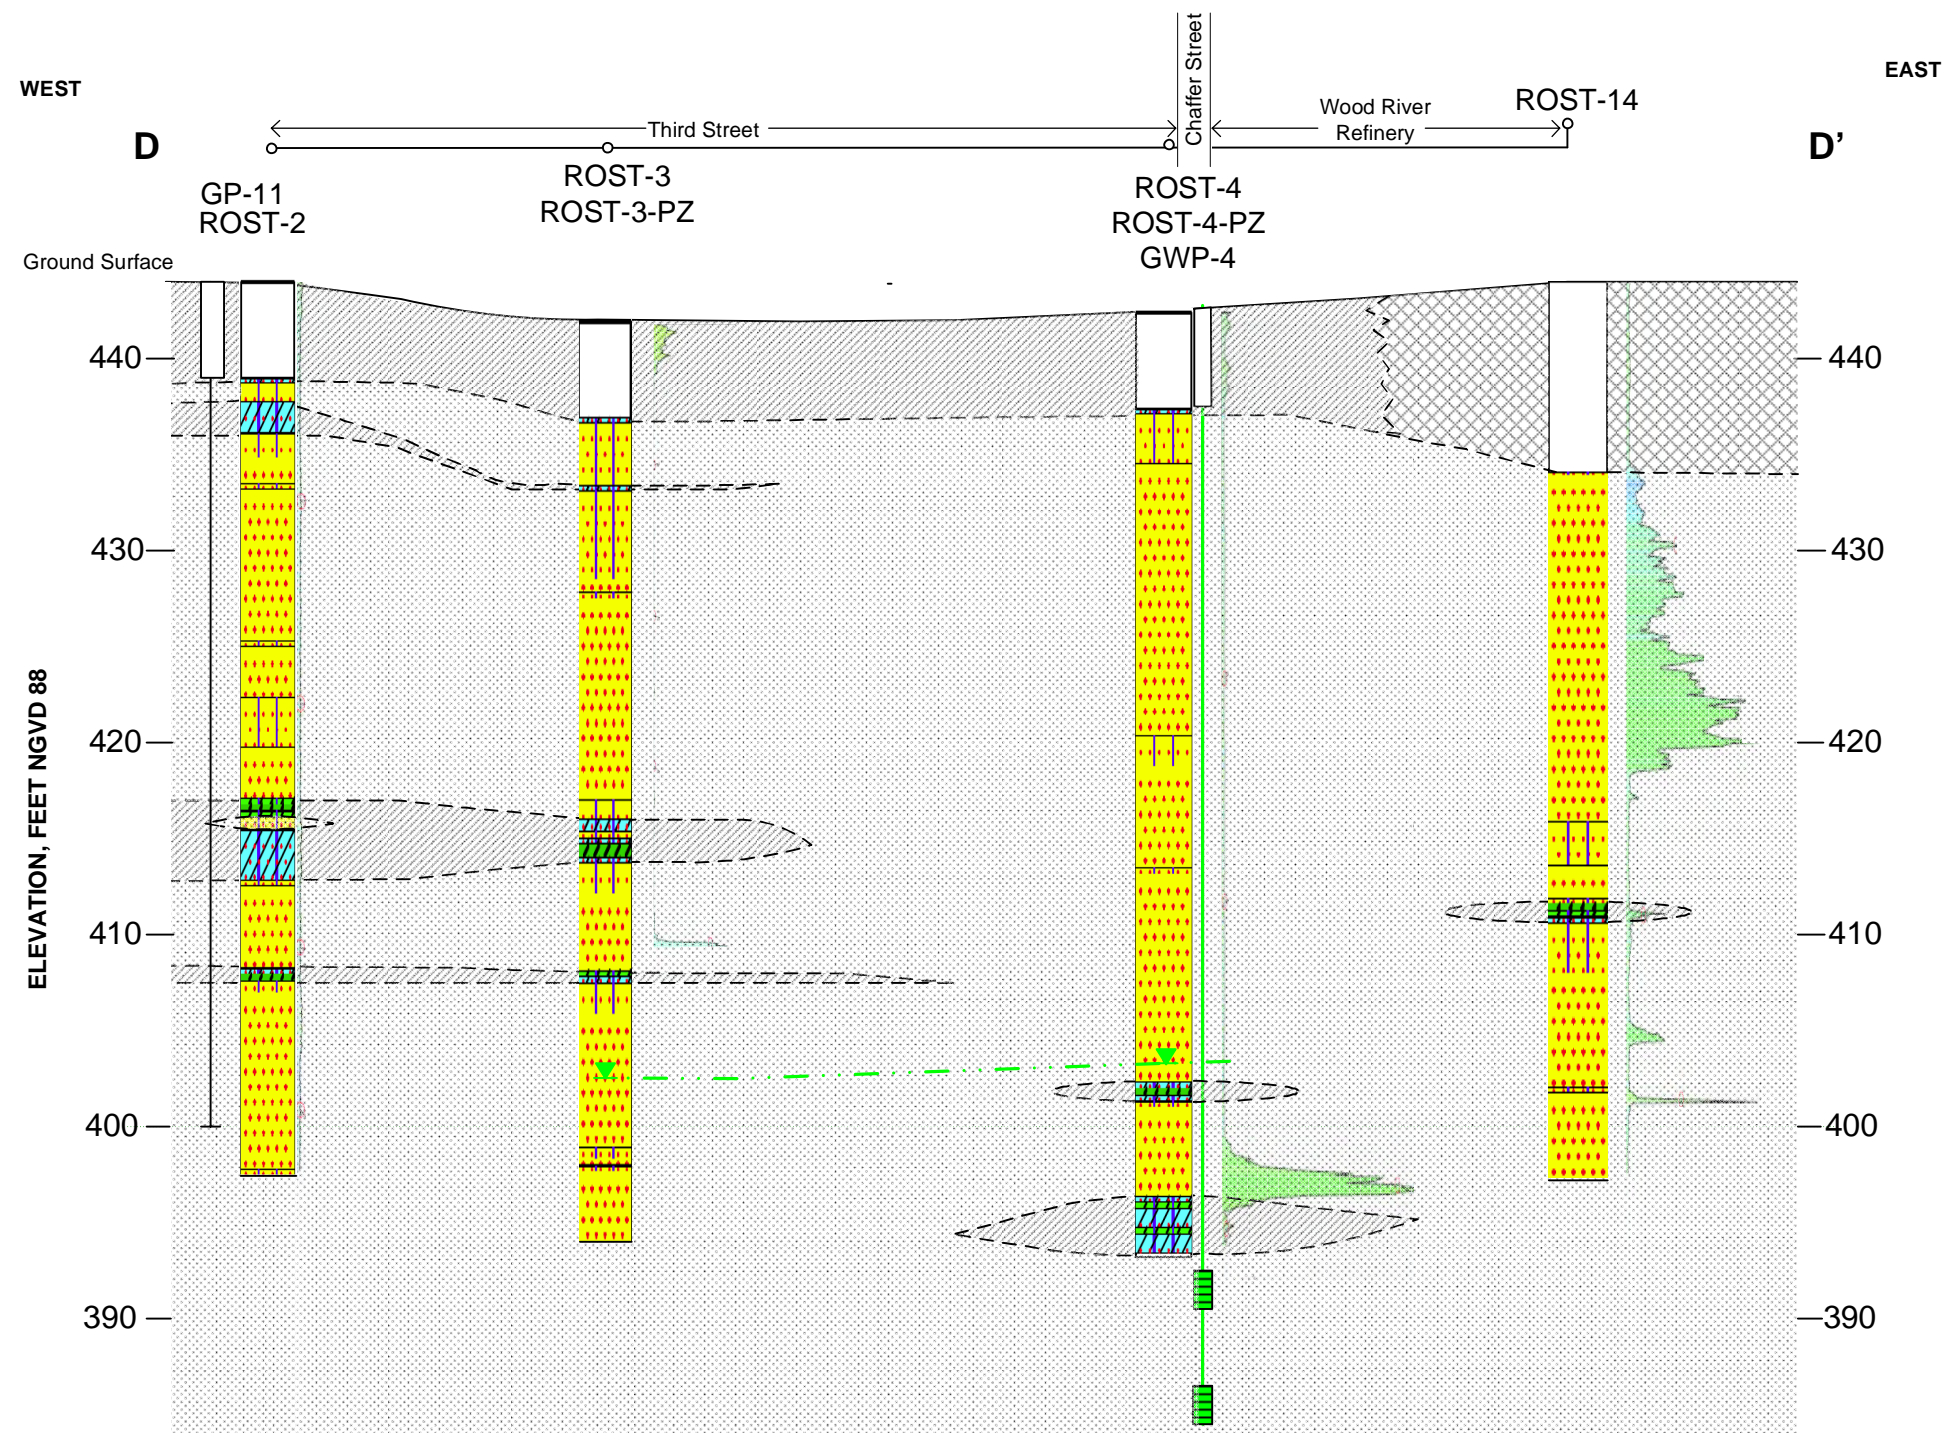 Chaffer Street
EAST
WEST
ROST-14
Wood River
Refinery
Third Street
D
D’
ROST-3
ROST-3-PZ
GP-11
ROST-2
ROST-4
ROST-4-PZ
GWP-4
Ground Surface
440
440
430
430
ELEVATION, FEET NGVD 88
420
420
410
410
400
400
390
390